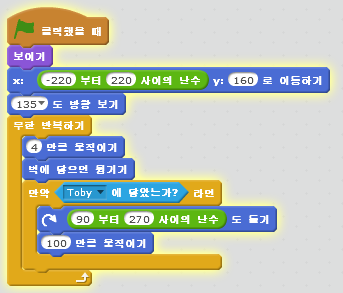 클릭했을 때
보이기
x: -220 부터 220 사이의 난수 y: 160 로 이동하기
135 도 방향 보기
무한 반복하기
4 만큼 움직이기
벽에 닿으면 튕기기
만약 Toby 에 닿았는가? 라면
90 부터 270 사이의 난수 도 돌기
100 만큼 움직이기